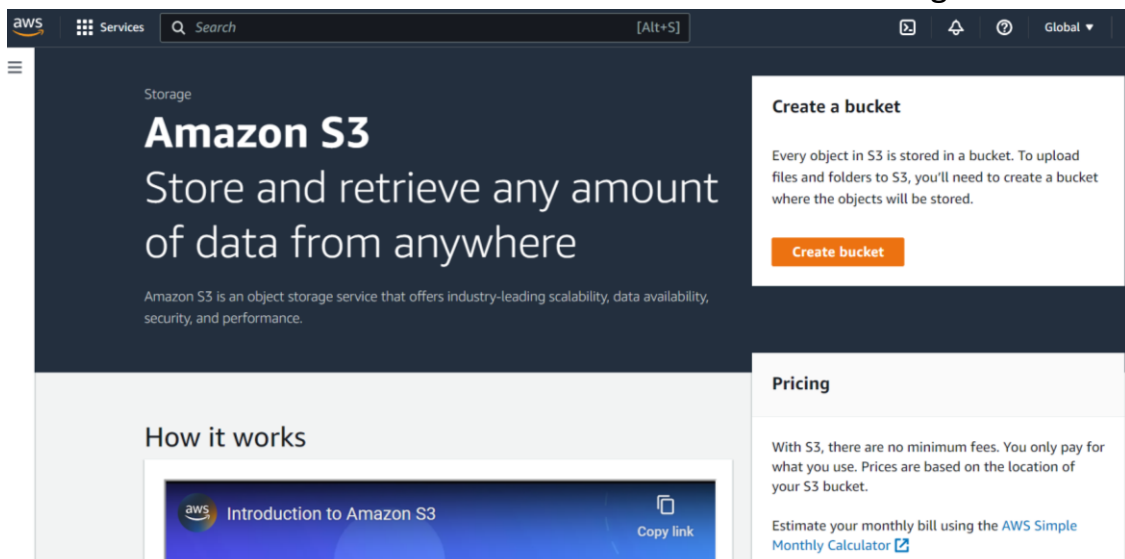 aws
Services
Search
[Alt+S]
Global
Storage
Amazon S3
Store and retrieve any amount
of data from anywhere
Amazon S3 is an object storage service that offers industry-leading scalability, data availability,
security, and performance.
Create a bucket
Every object in S3 is stored in a bucket. To upload
files and folders to S3, you'll need to create a bucket
where the objects will be stored.
Create bucket
How it works
aws
Introduction to Amazon S3
Copy link
Pricing
With S3, there are no minimum fees. You only pay for
what you use. Prices are based on the location of
your S3 bucket.
Estimate your monthly bill using the AWS Simple
Monthly Calculator